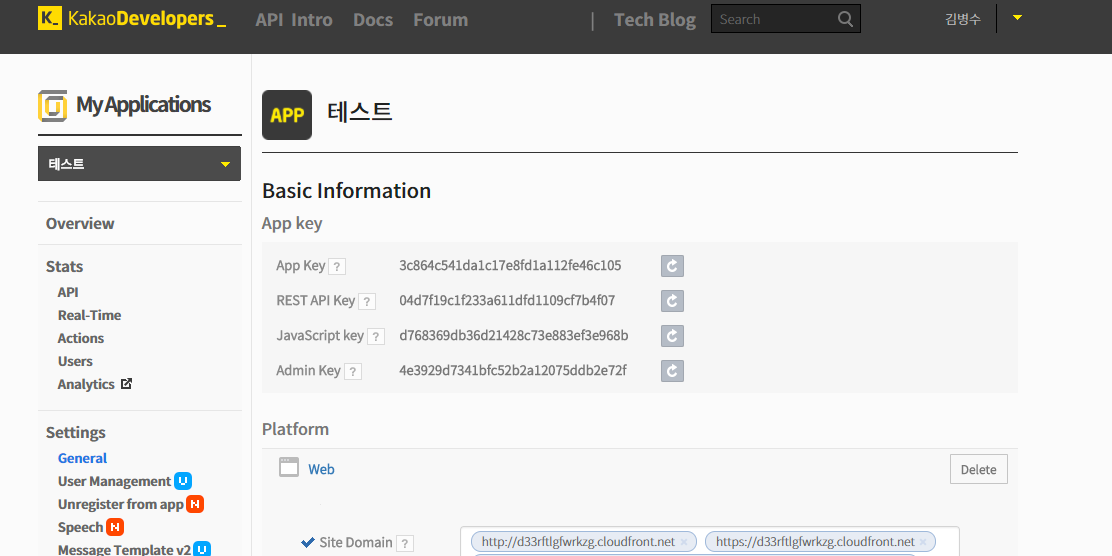 KakaoDevelopers_ API Intro Docs Forum | Tech Blog Search 김병수
My Applications
테스트
Overview
Stats
API
Real-Time
Actions
Users
Analytics
Settings
General
User Management U
Unregister from app N
Speech N
Message Template v2 U
APP 테스트
Basic Information
App key
App Key ? 3c864c541da1c17e8fd1a112fe46c105
REST API Key ? 04d7f19c1f233a611dfd1109cf7b4f07
JavaScript key ? d768369db36d21428c73e883ef3e968b
Admin Key ? 4e3929d7341bfc52b2a12075ddb2e72f
Platform
Web Delete
Site Domain ? http://d33rftlgfwrkzg.cloudfront.net × https://d33rftlgfwrkzg.cloudfront.net ×